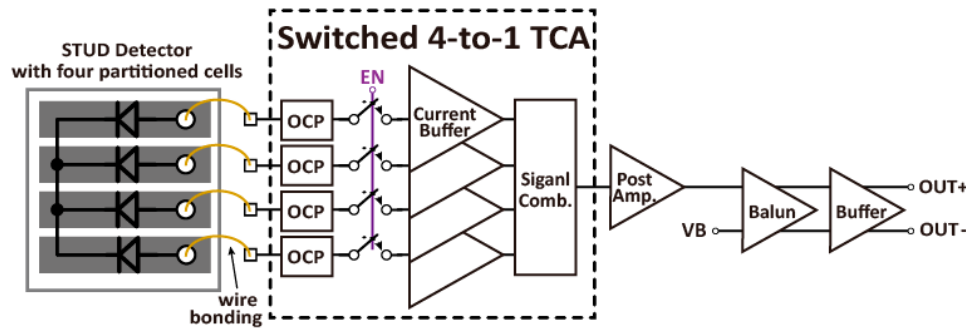 Switched 4-to-1 TCA
STUD Detector
with four partitioned cells
EN
OCP
Current
Buffer
OCP
OCP
OCP
Siganl
Comb.
Post
Amp.
Balun
Buffer
VB
OUT+
OUT-
wire
bonding